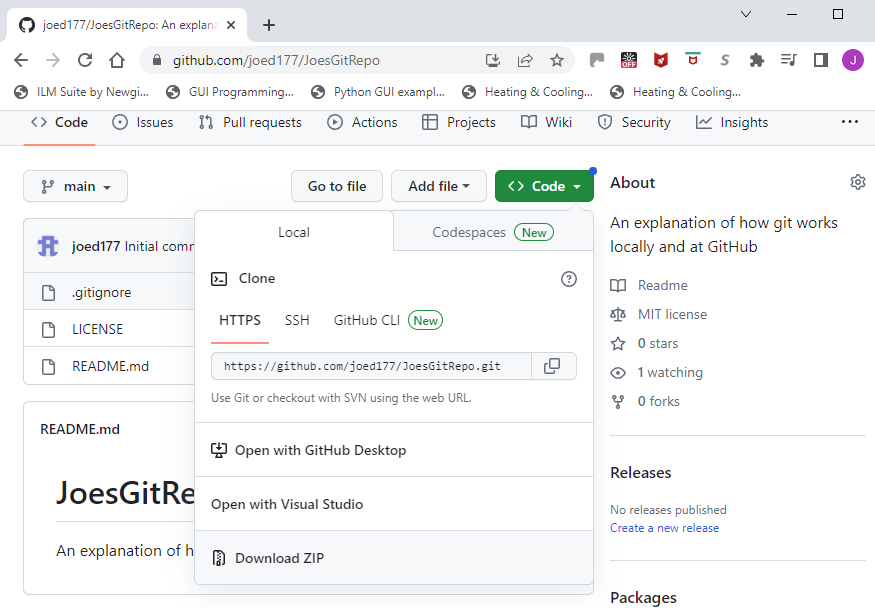 joed177/JoesGitRepo: An explana
github.com/joed177/JoesGitRepo
OFF
S
J
ILM Suite by Newgi...
GUI Programming...
Python GUI exampl...
Heating & Cooling...
Heating & Cooling...
Code
Issues
Pull requests
Actions
Projects
Wiki
Security
Insights
main
Go to file
Add file
Code
About
An explanation of how git works
locally and at GitHub
Readme
MIT license
0 stars
1 watching
0 forks
Releases
No releases published
Create a new release
Packages
joed177 Initial comm
.gitignore
LICENSE
README.md
README.md
JoesGitRe
An explanation of h
Local
Codespaces New
Clone
HTTPS
SSH
GitHub CLI New
https://github.com/joed177/JoesGitRepo.git
Use Git or checkout with SVN using the web URL.
Open with GitHub Desktop
Open with Visual Studio
Download ZIP